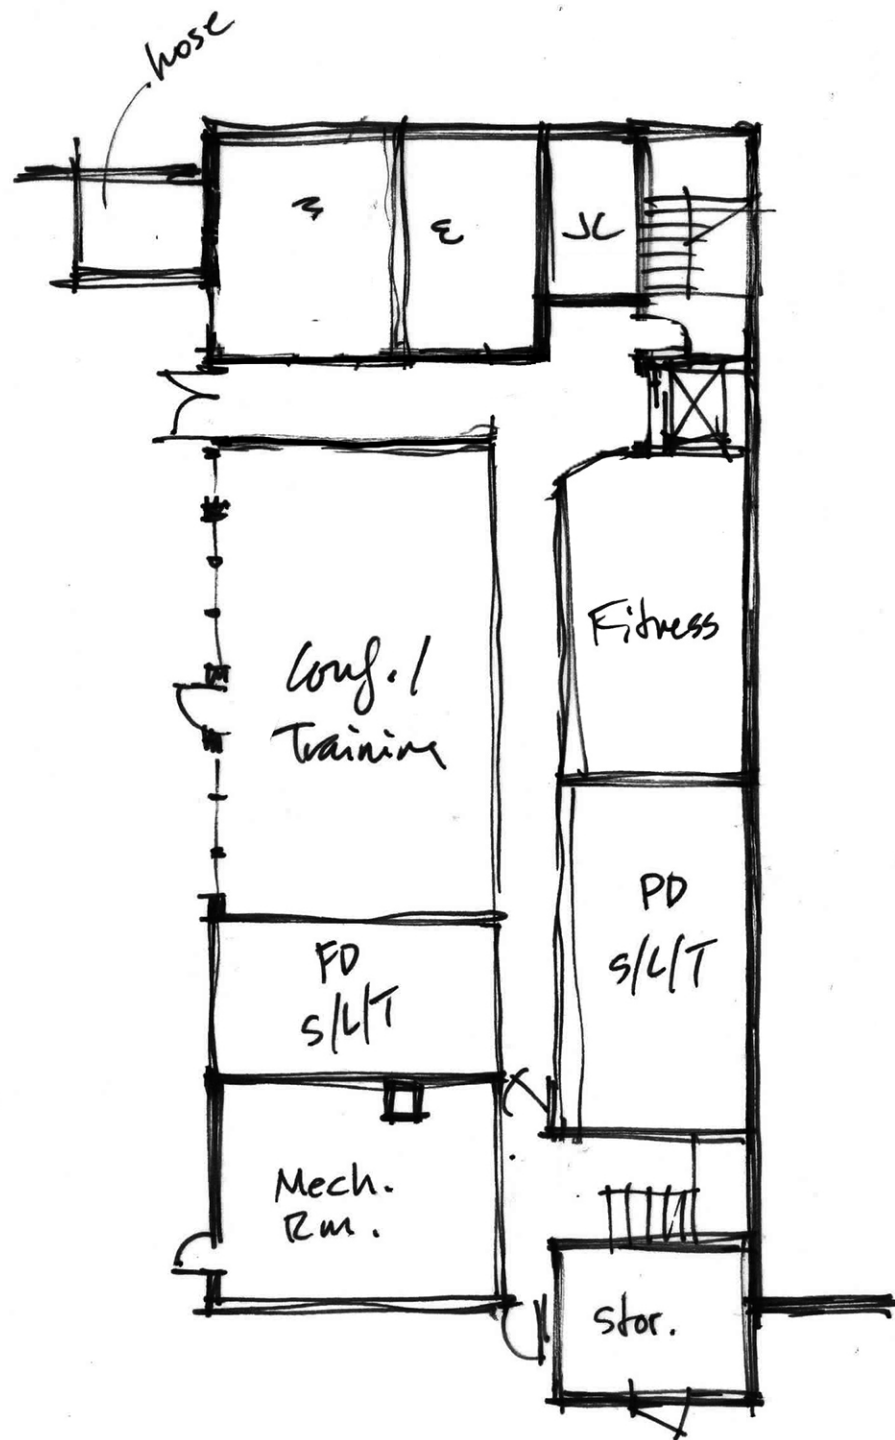 hose
JC
Fitness
Conf. /
Training
PD
S/L/T
FD
S/L/T
Mech.
Rm.
Stor.